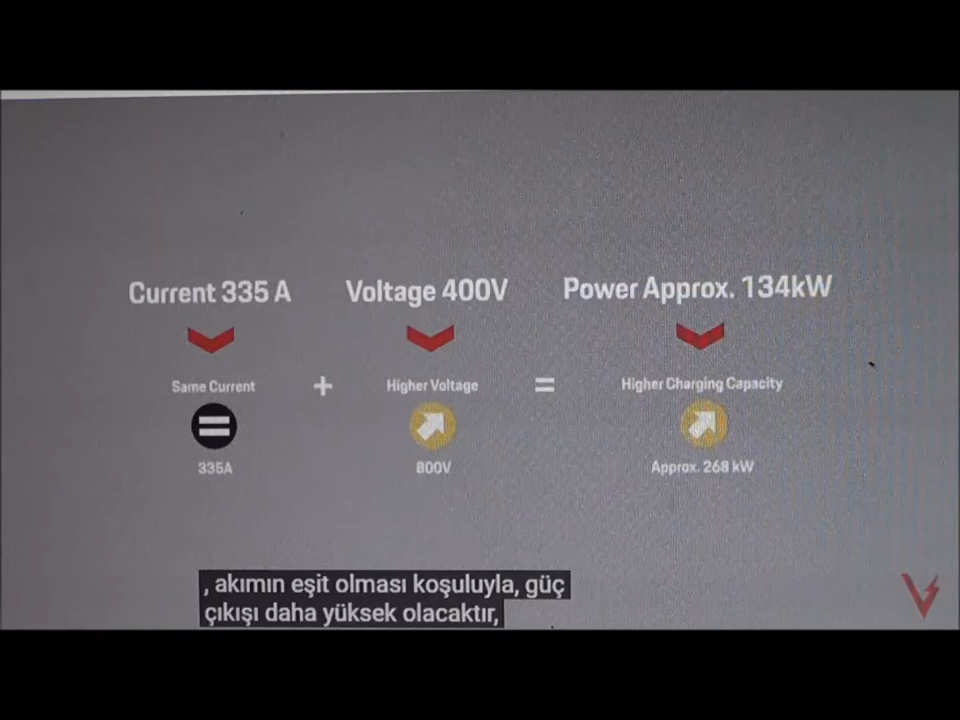 Current 335 A Voltage 400V Power Approx. 134kW
Same Current + Higher Voltage = Higher Charging Capacity
335A 800V Approx. 268 kW
, akımın eşit olması koşuluyla, güç
çıkışı daha yüksek olacaktır,